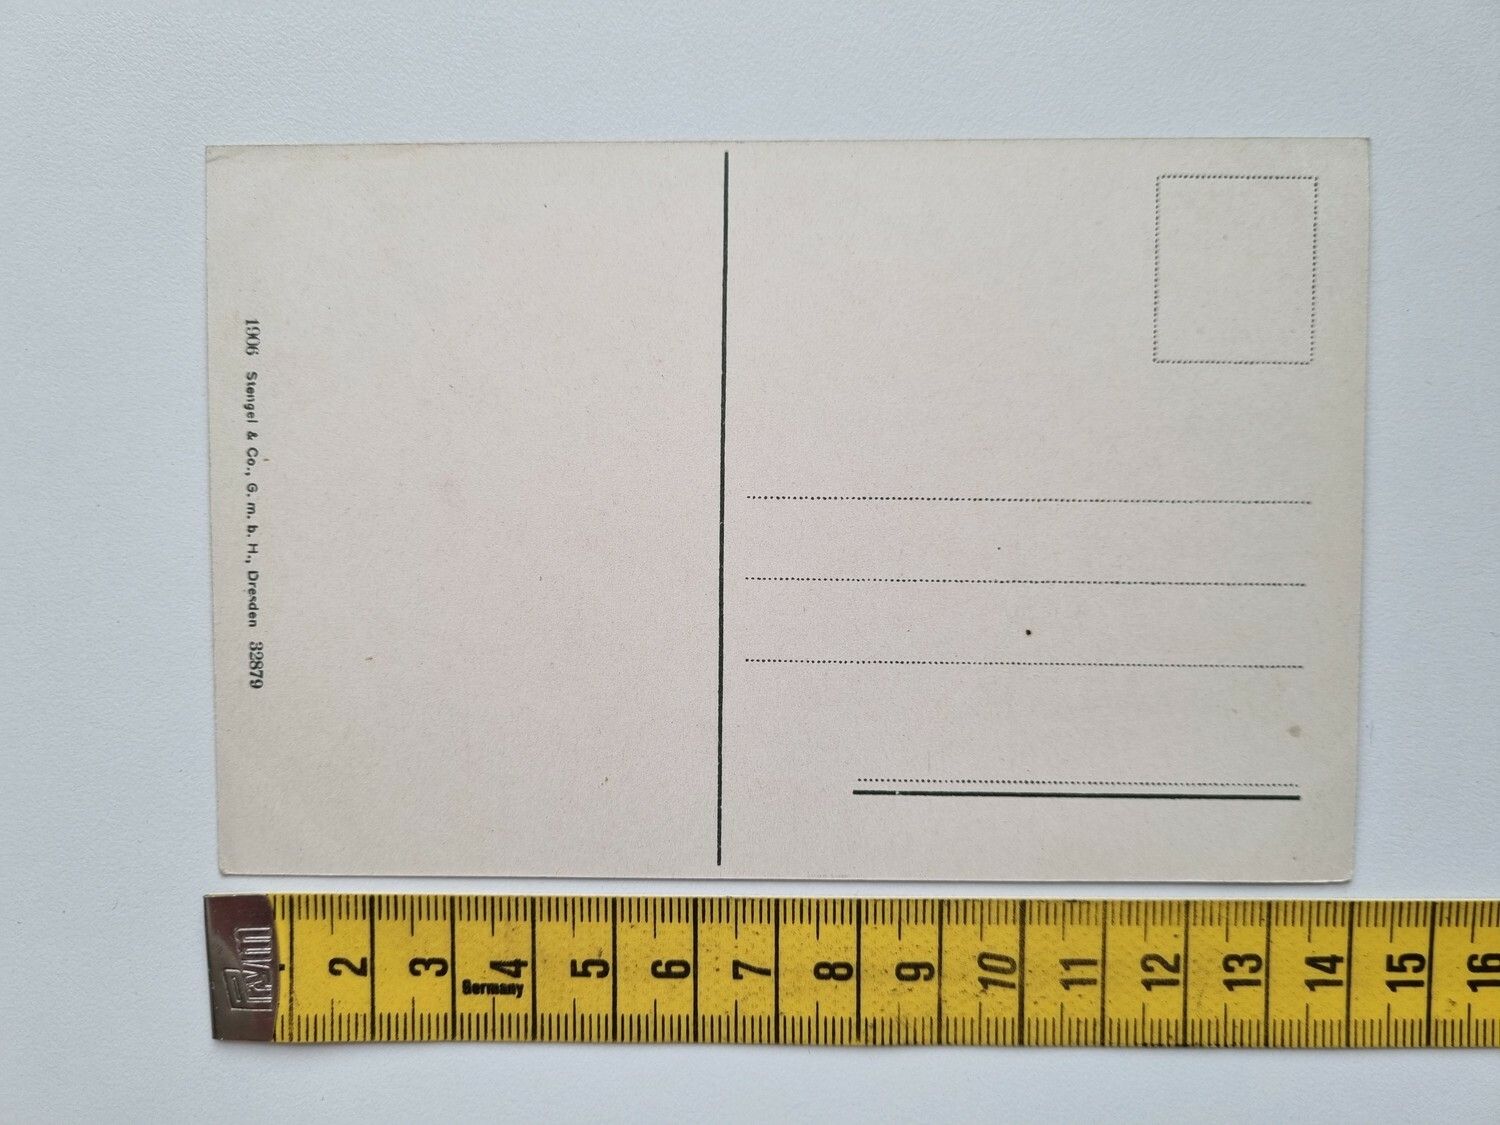 1906 Stengel & Co., G. m. b. H., Dresden 32879
2 3 4 5 6 7 8 9 10 11 12 13 14 15 16
Germany